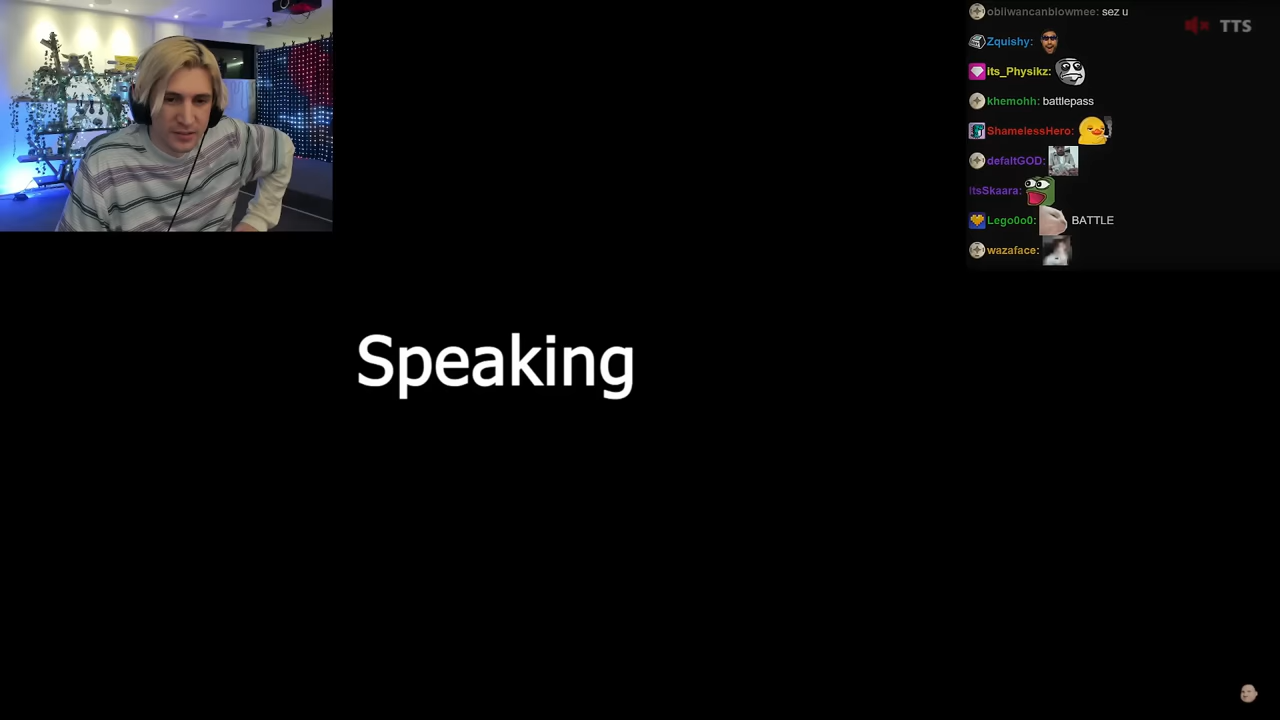 obiiwancanblowmee: sez u
TTS
Zquishy:
its_Physikz:
khemohh: battlepass
ShamelessHero:
defaltGOD:
ItsSkaara:
Lego0o0: BATTLE
wazaface:
Speaking